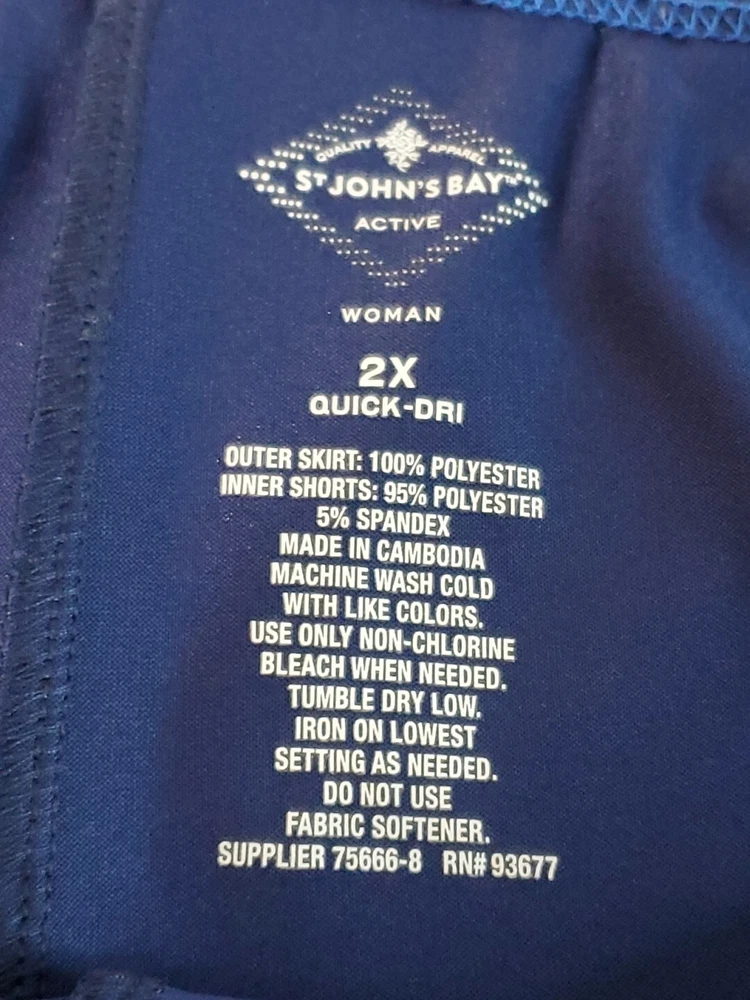 QUALITY APPAREL
ST JOHN'S BAY™
ACTIVE
WOMAN
2X
QUICK-DRI
OUTER SKIRT: 100% POLYESTER
INNER SHORTS: 95% POLYESTER
5% SPANDEX
MADE IN CAMBODIA
MACHINE WASH COLD
WITH LIKE COLORS.
USE ONLY NON-CHLORINE
BLEACH WHEN NEEDED.
TUMBLE DRY LOW.
IRON ON LOWEST
SETTING AS NEEDED.
DO NOT USE
FABRIC SOFTENER.
SUPPLIER 75666-8 RN# 93677